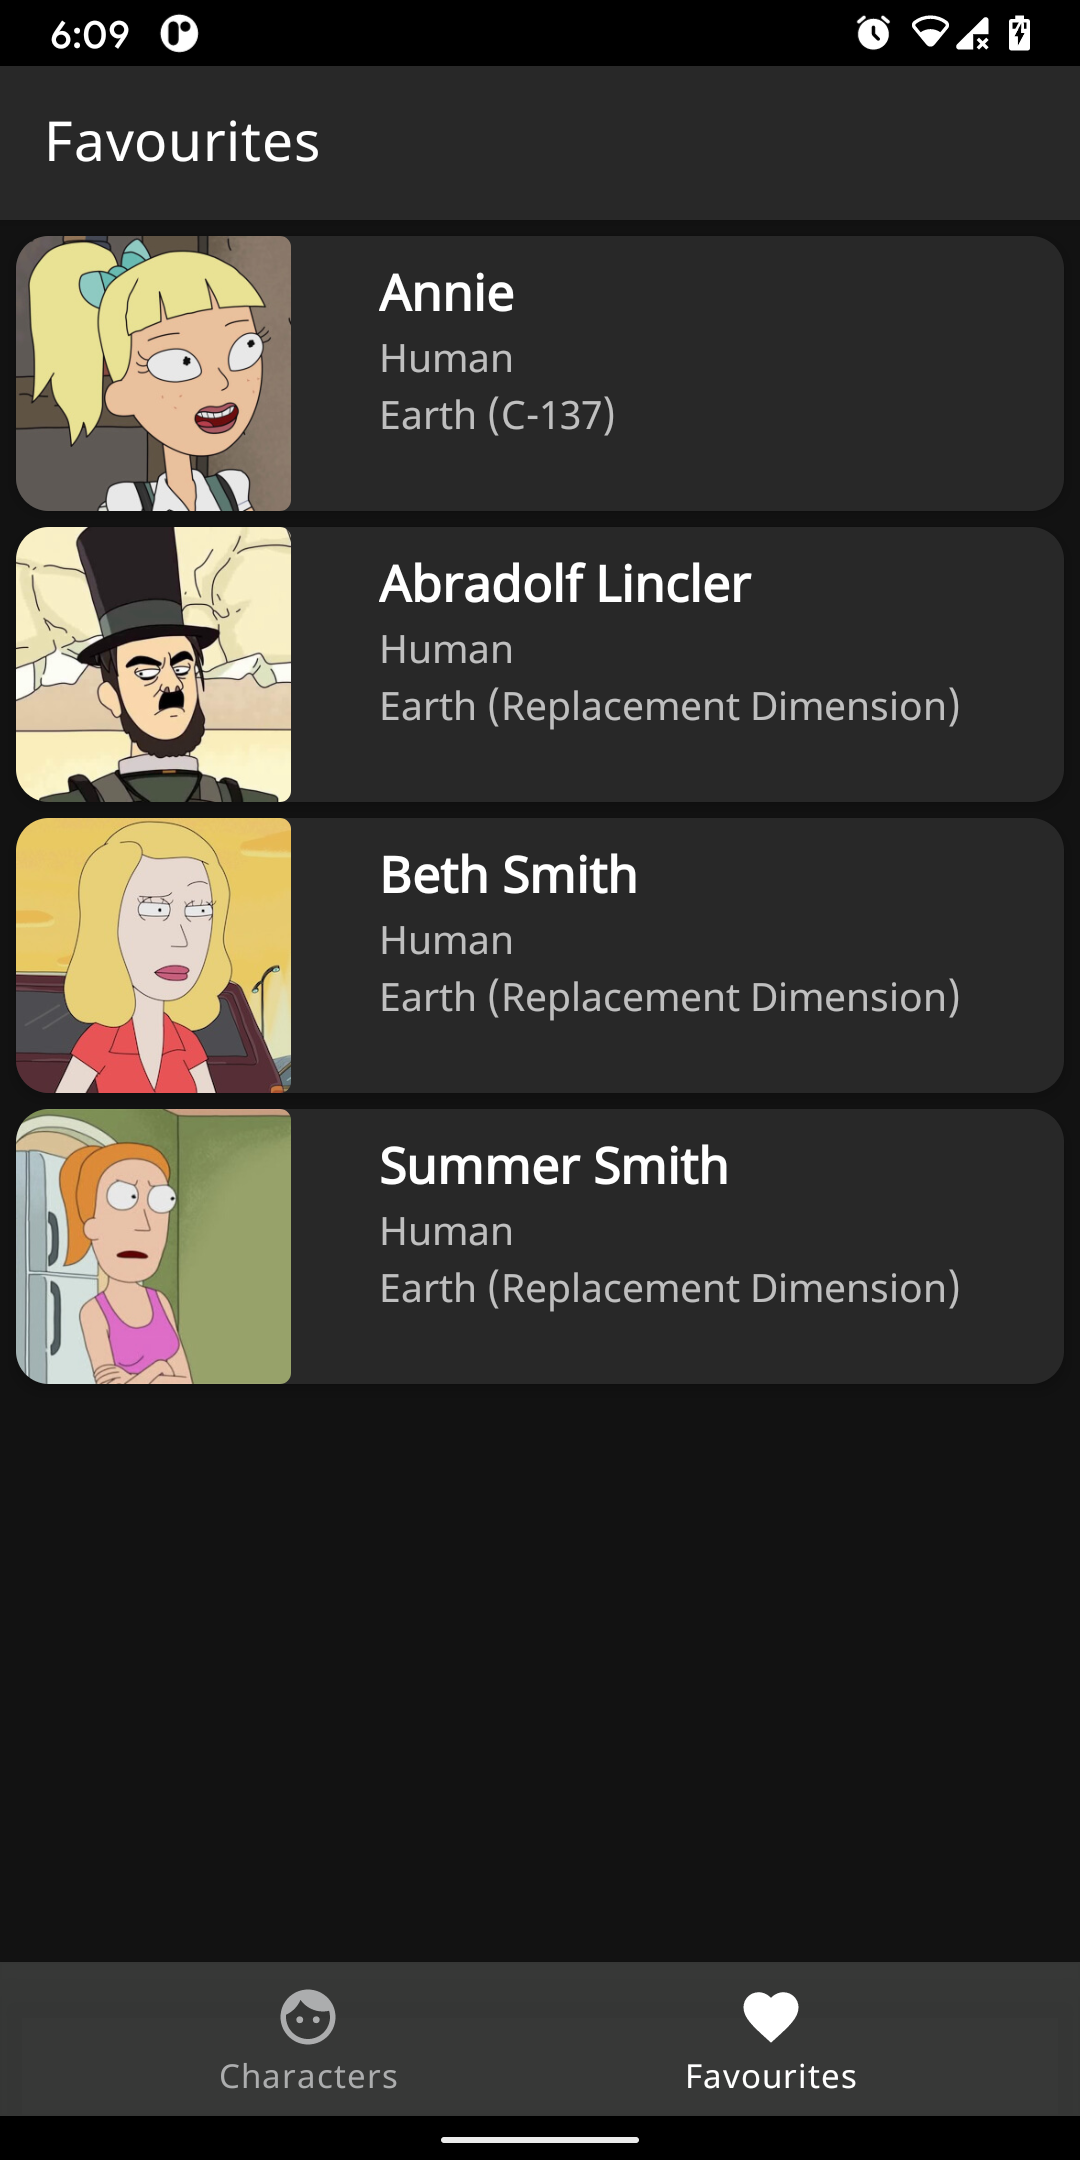 6:09
Favourites
Annie
Human
Earth (C-137)
Abradolf Lincler
Human
Earth (Replacement Dimension)
Beth Smith
Human
Earth (Replacement Dimension)
Summer Smith
Human
Earth (Replacement Dimension)
Characters
Favourites